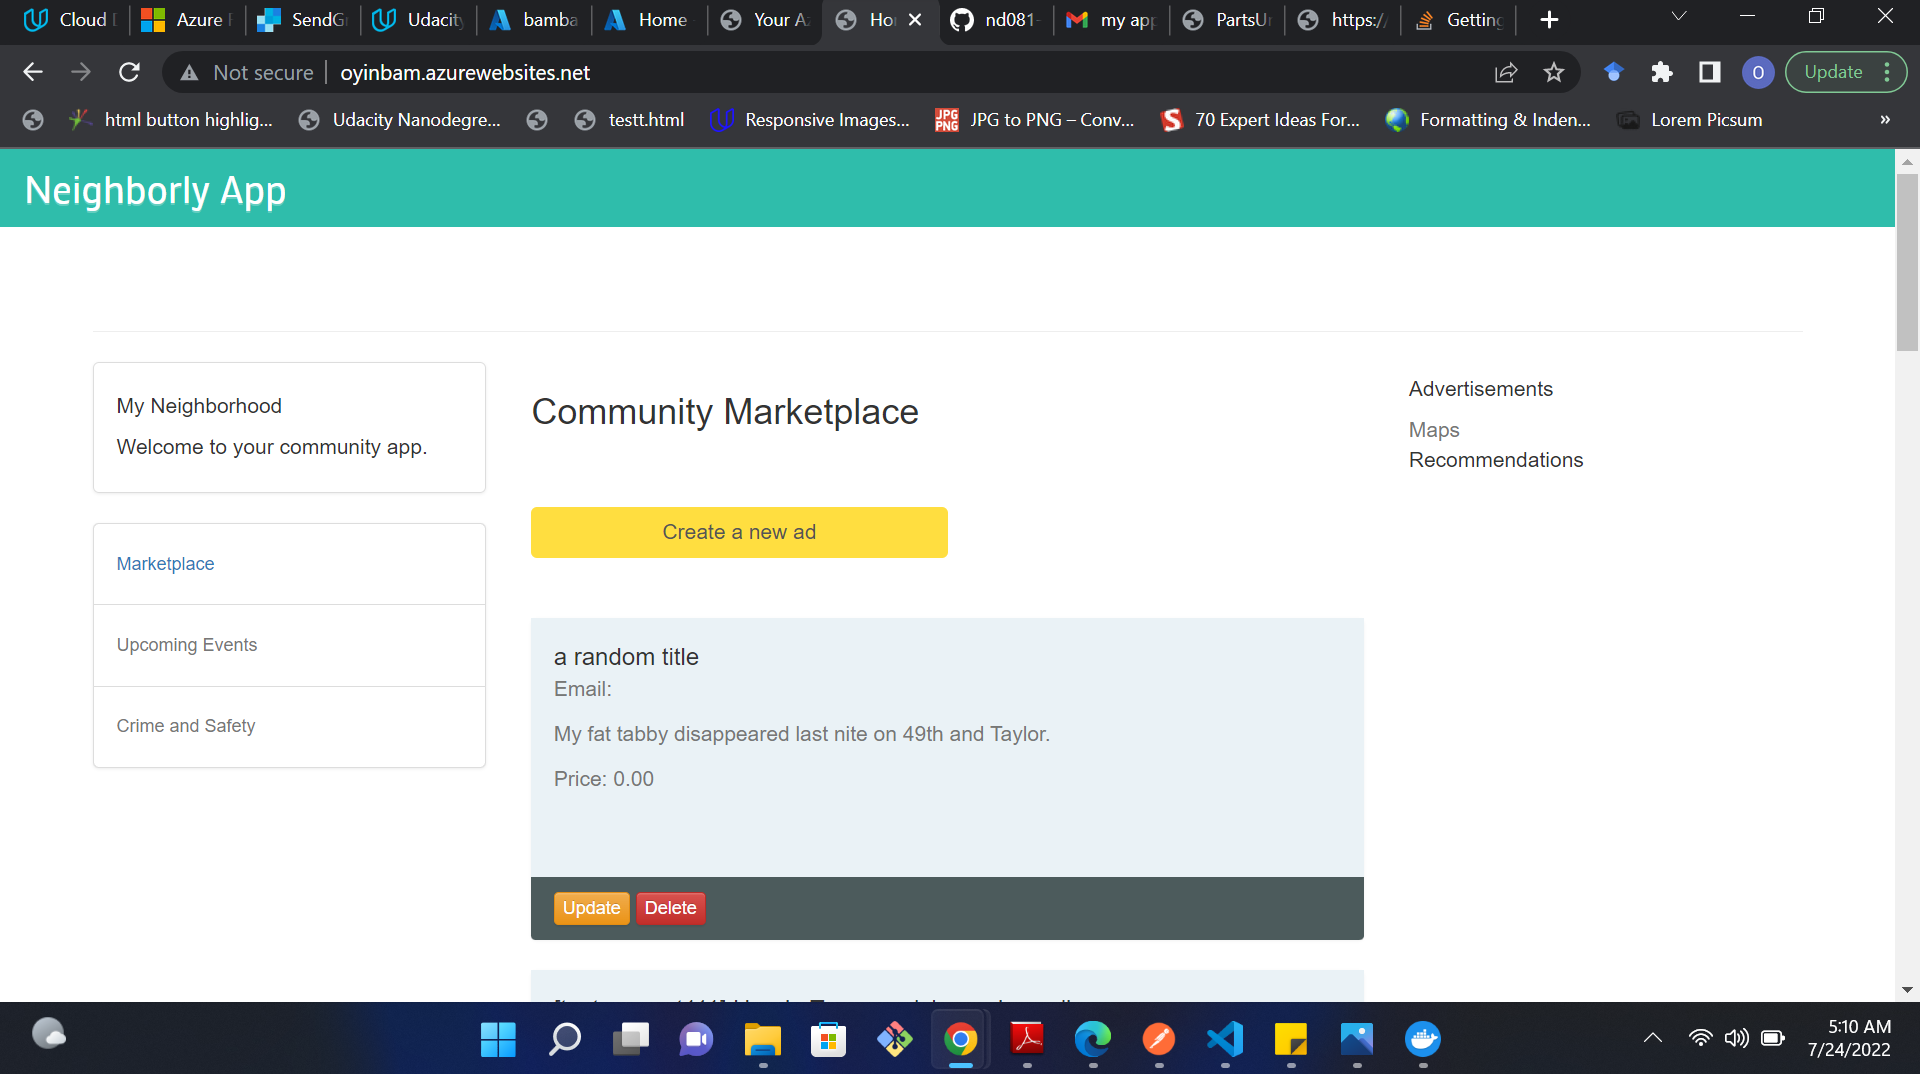 Cloud
Azure
SendG
Udacity
bamba
Home
Your A
Ho
nd081-
my app
PartsU
https:/
Getting
Not secure
oyinbam.azurewebsites.net
O
Update
html button highlig...
Udacity Nanodegre...
testt.html
Responsive Images...
JPG PNG
JPG to PNG – Conv...
70 Expert Ideas For...
Formatting & Inden...
Lorem Picsum
»
Neighborly App
My Neighborhood
Welcome to your community app.
Marketplace
Upcoming Events
Crime and Safety
Community Marketplace
Create a new ad
a random title
Email:
My fat tabby disappeared last nite on 49th and Taylor.
Price: 0.00
Update
Delete
Advertisements
Maps
Recommendations
5:10 AM
7/24/2022